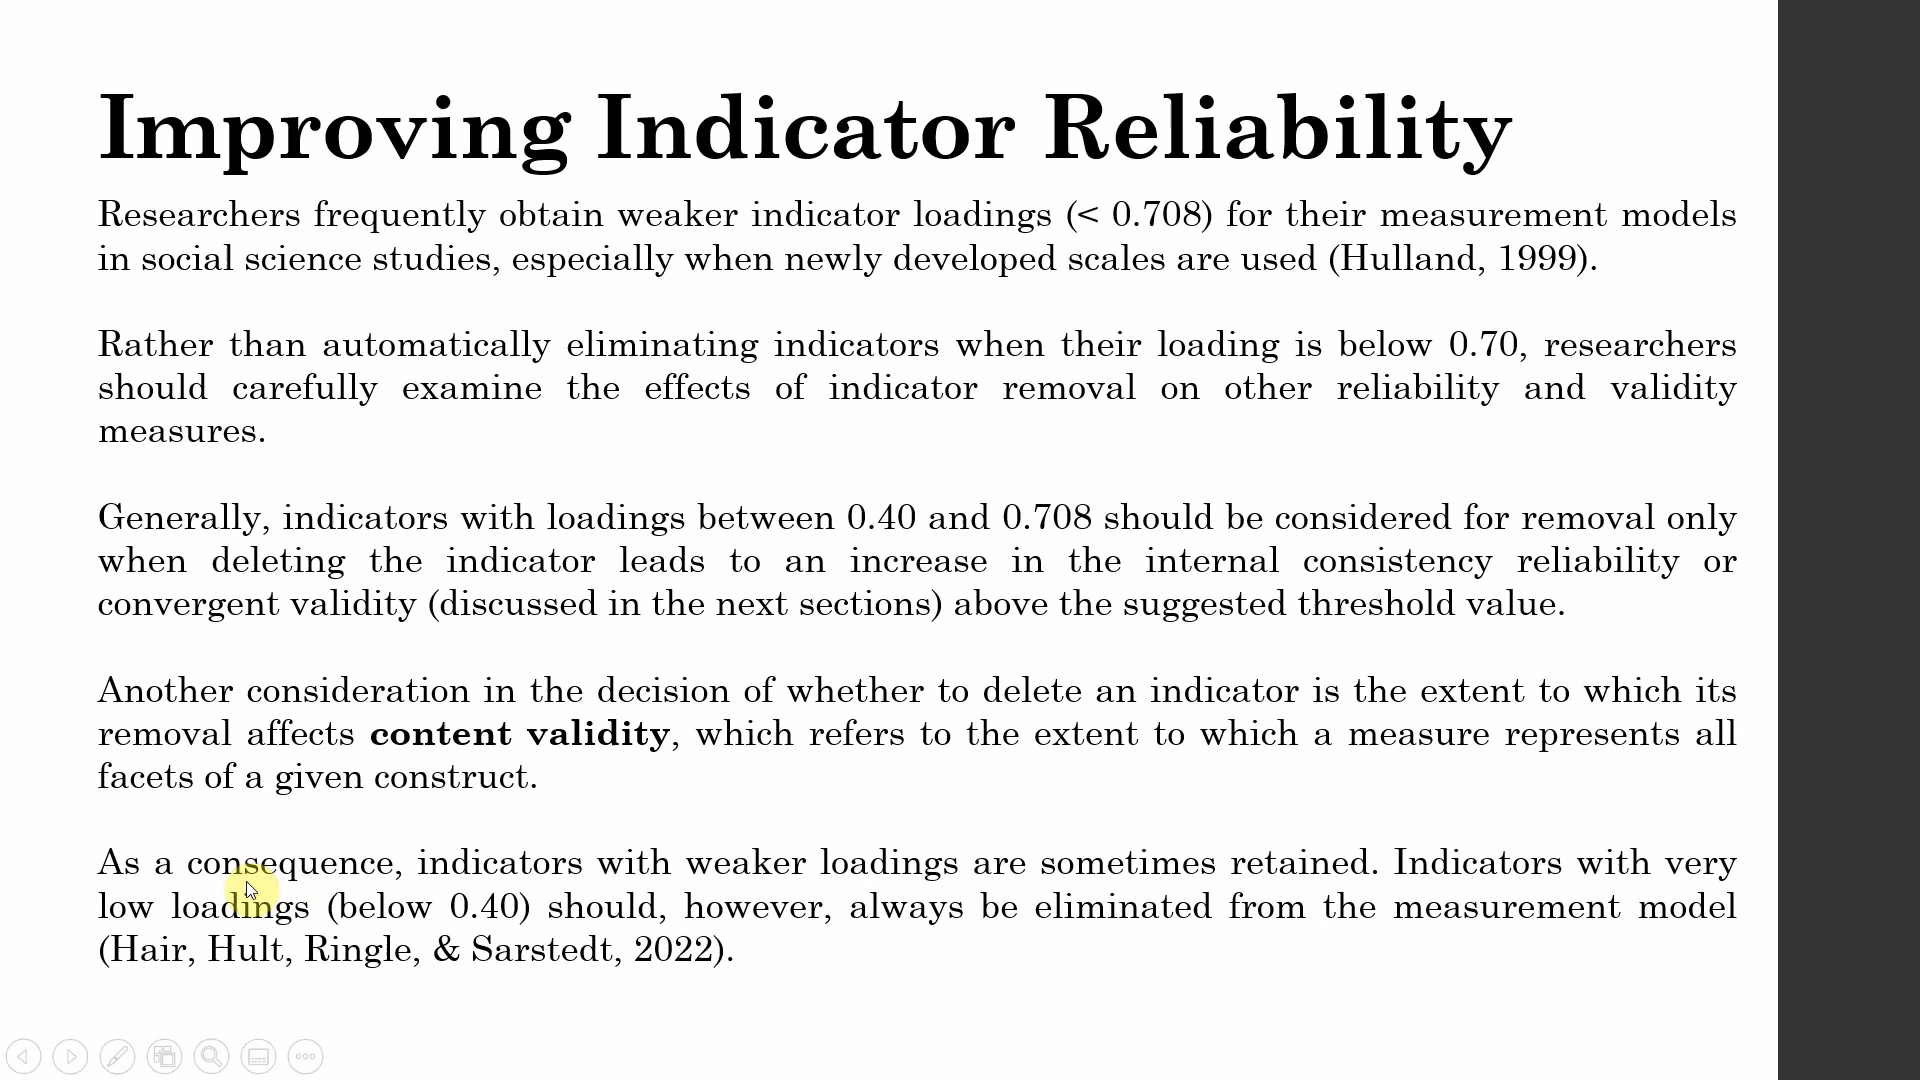 Improving Indicator Reliability
Researchers frequently obtain weaker indicator loadings (< 0.708) for their measurement models
in social science studies, especially when newly developed scales are used (Hulland, 1999).
Rather than automatically eliminating indicators when their loading is below 0.70, researchers
should carefully examine the effects of indicator removal on other reliability and validity
measures.
Generally, indicators with loadings between 0.40 and 0.708 should be considered for removal only
when deleting the indicator leads to an increase in the internal consistency reliability or
convergent validity (discussed in the next sections) above the suggested threshold value.
Another consideration in the decision of whether to delete an indicator is the extent to which its
removal affects content validity, which refers to the extent to which a measure represents all
facets of a given construct.
As a consequence, indicators with weaker loadings are sometimes retained. Indicators with very
low loadings (below 0.40) should, however, always be eliminated from the measurement model
(Hair, Hult, Ringle, & Sarstedt, 2022).